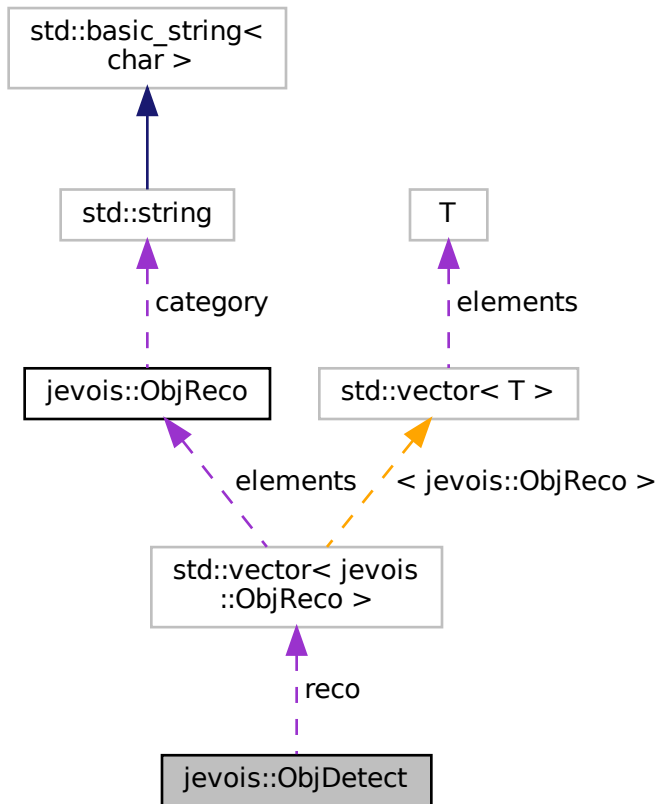 std::basic_string<
char >
std::string
T
category
elements
jevois::ObjReco
std::vector< T >
elements
< jevois::ObjReco >
std::vector< jevois
::ObjReco >
reco
jevois::ObjDetect